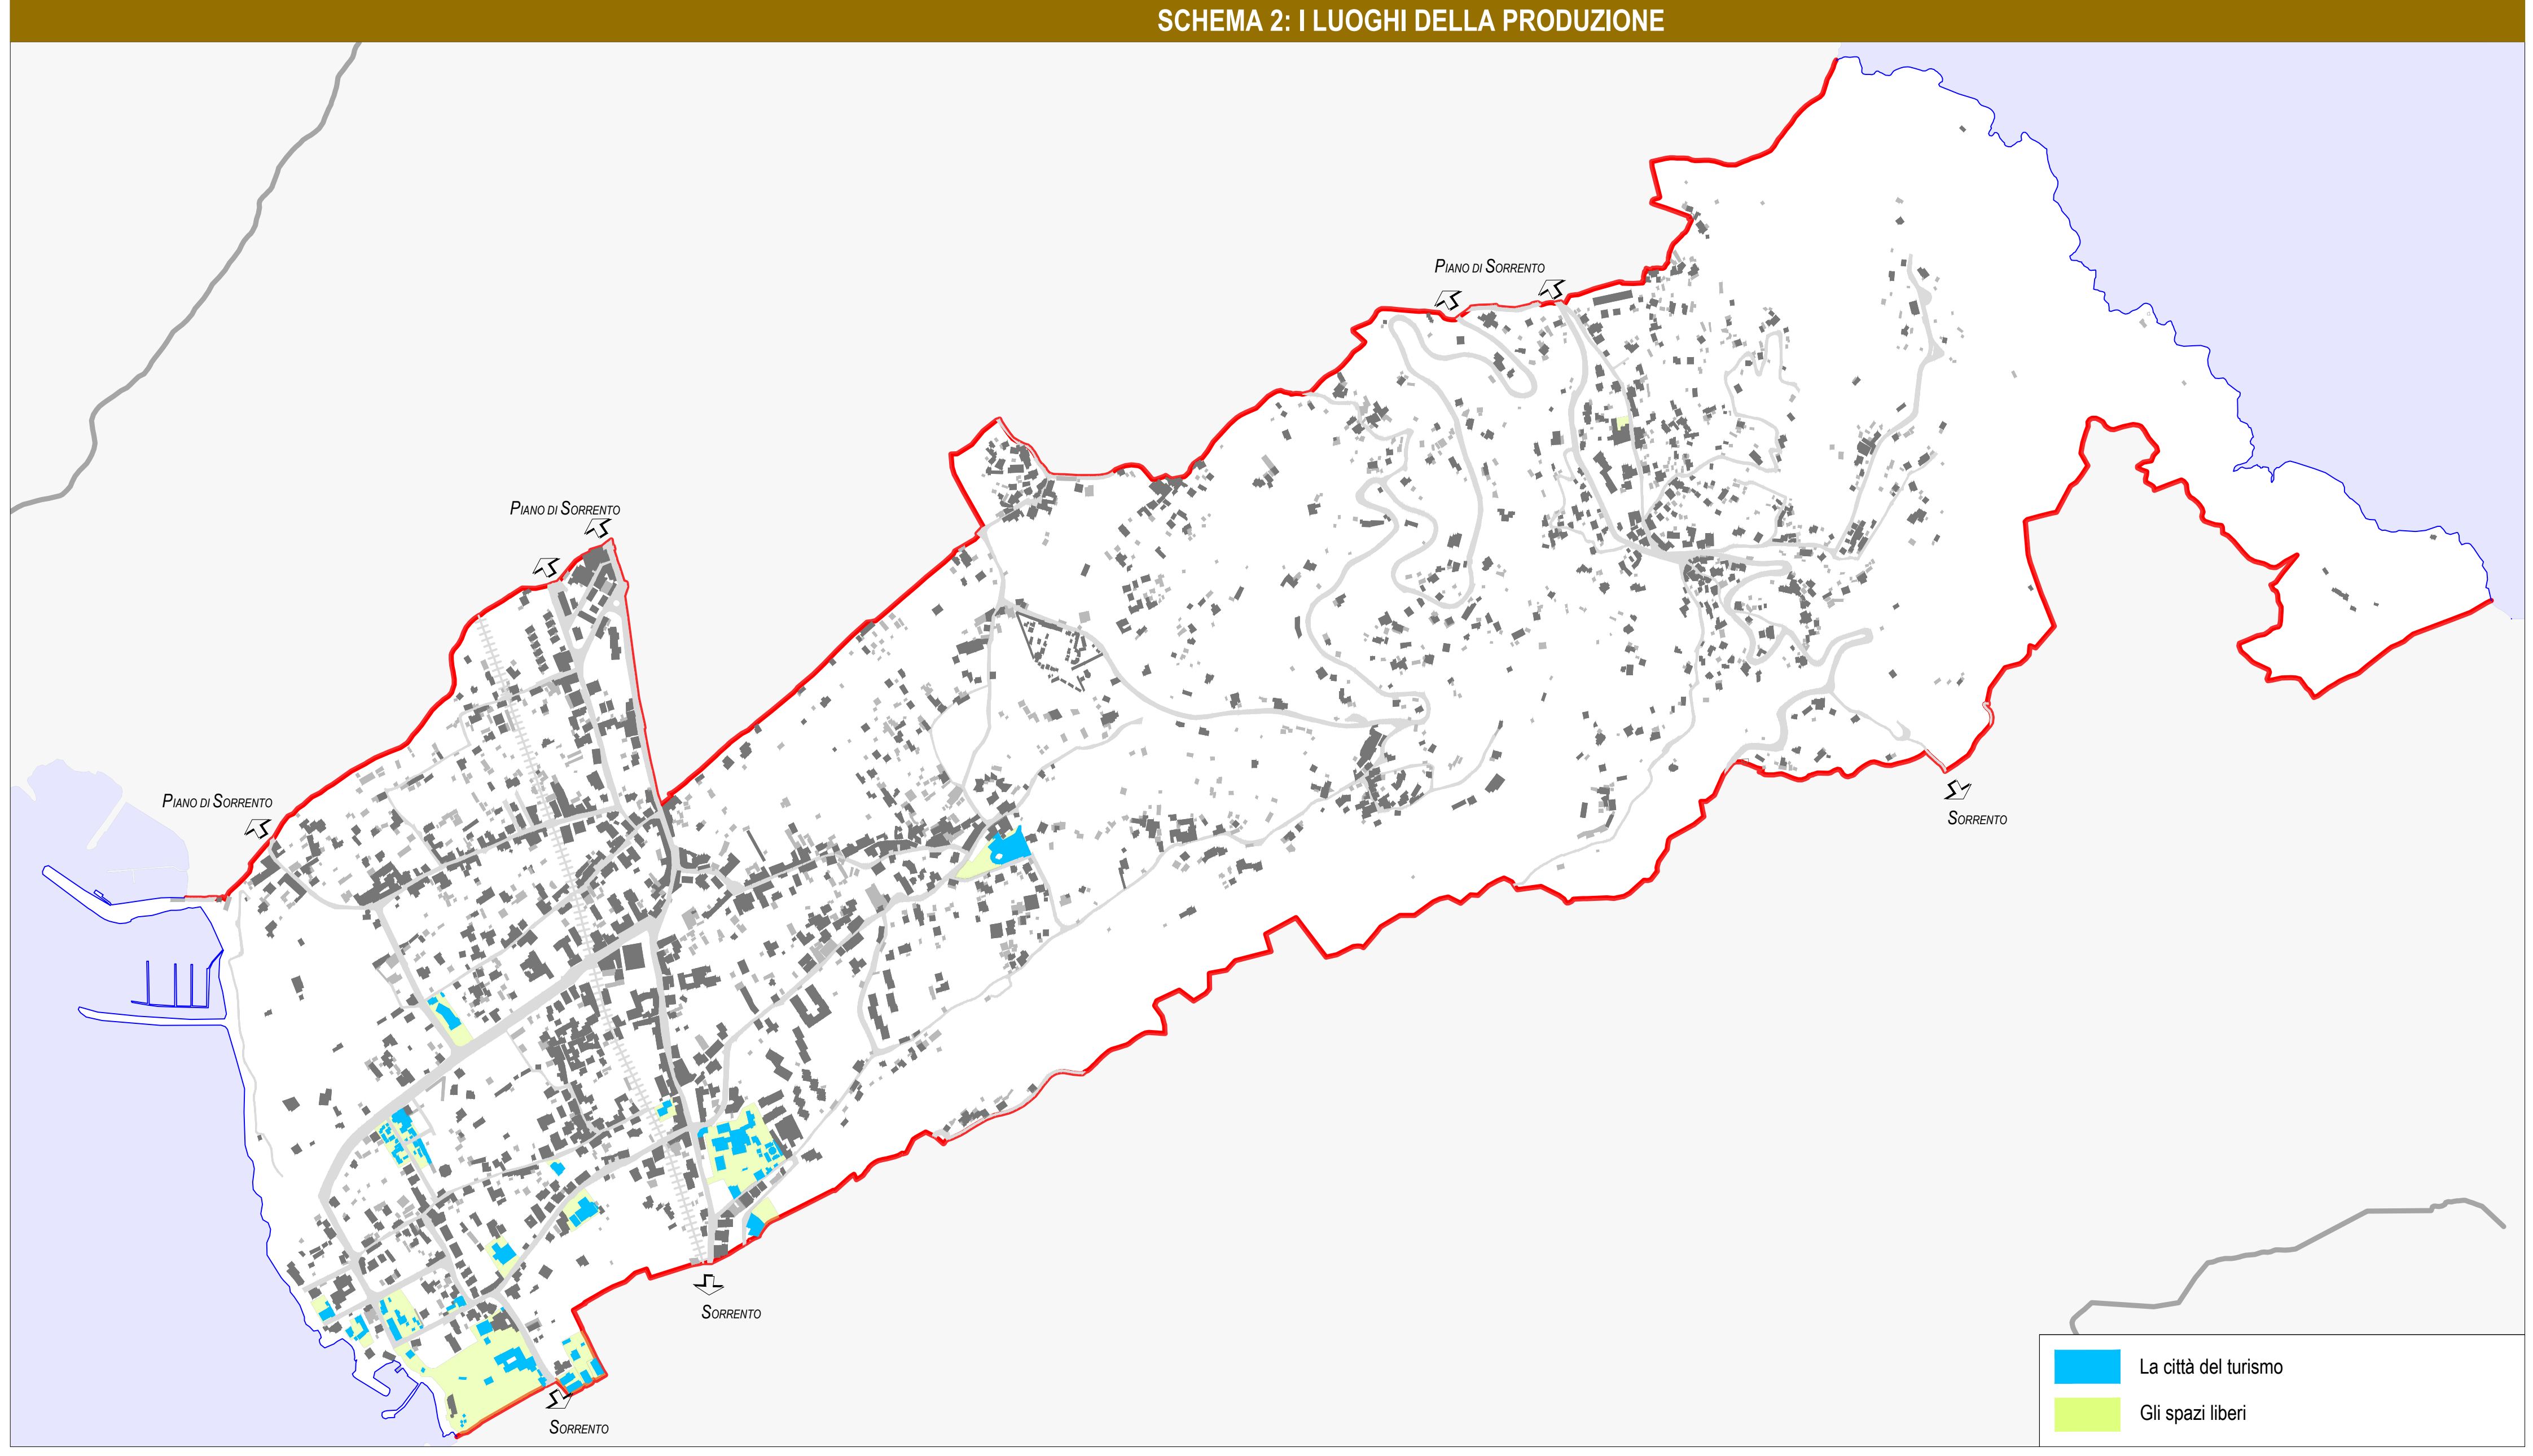 SCHEMA 2: I LUOGHI DELLA PRODUZIONE
PIANO DI SORRENTO
PIANO DI SORRENTO
PIANO DI SORRENTO
SORRENTO
SORRENTO
SORRENTO
La città del turismo
Gli spazi liberi